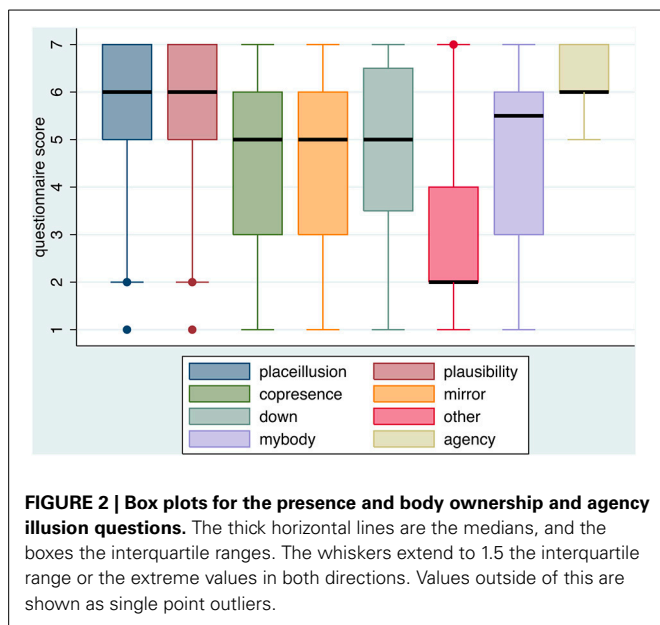 7
6
5
4
3
2
1
questionnaire score
placeillusion plausibility
copresence mirror
down other
mybody agency
FIGURE 2 | Box plots for the presence and body ownership and agency
illusion questions. The thick horizontal lines are the medians, and the
boxes the interquartile ranges. The whiskers extend to 1.5 the interquartile
range or the extreme values in both directions. Values outside of this are
shown as single point outliers.